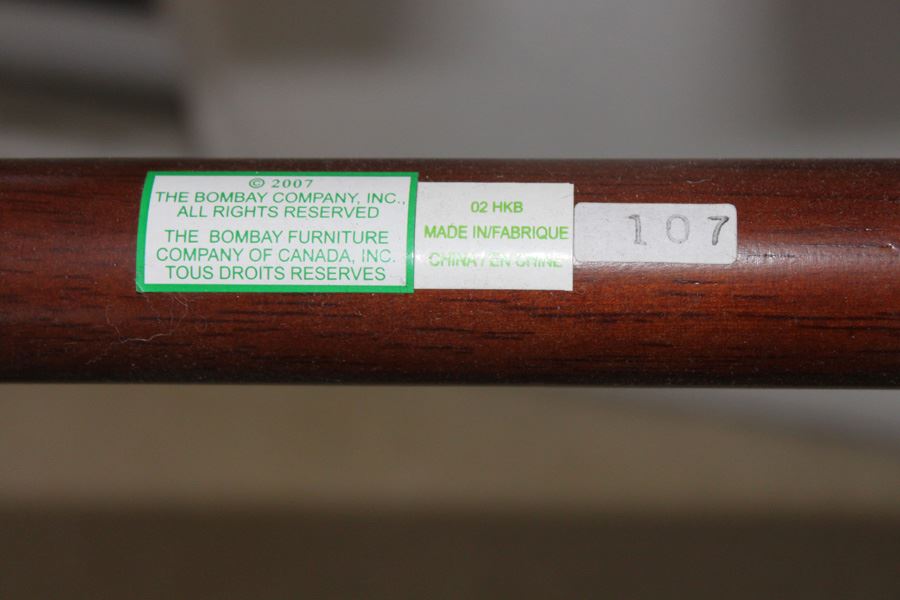 © 2007
THE BOMBAY COMPANY, INC.,
ALL RIGHTS RESERVED
THE BOMBAY FURNITURE
COMPANY OF CANADA, INC.
TOUS DROITS RESERVES
02 HKB
MADE IN/FABRIQUE
CHINA / EN CHINE
107